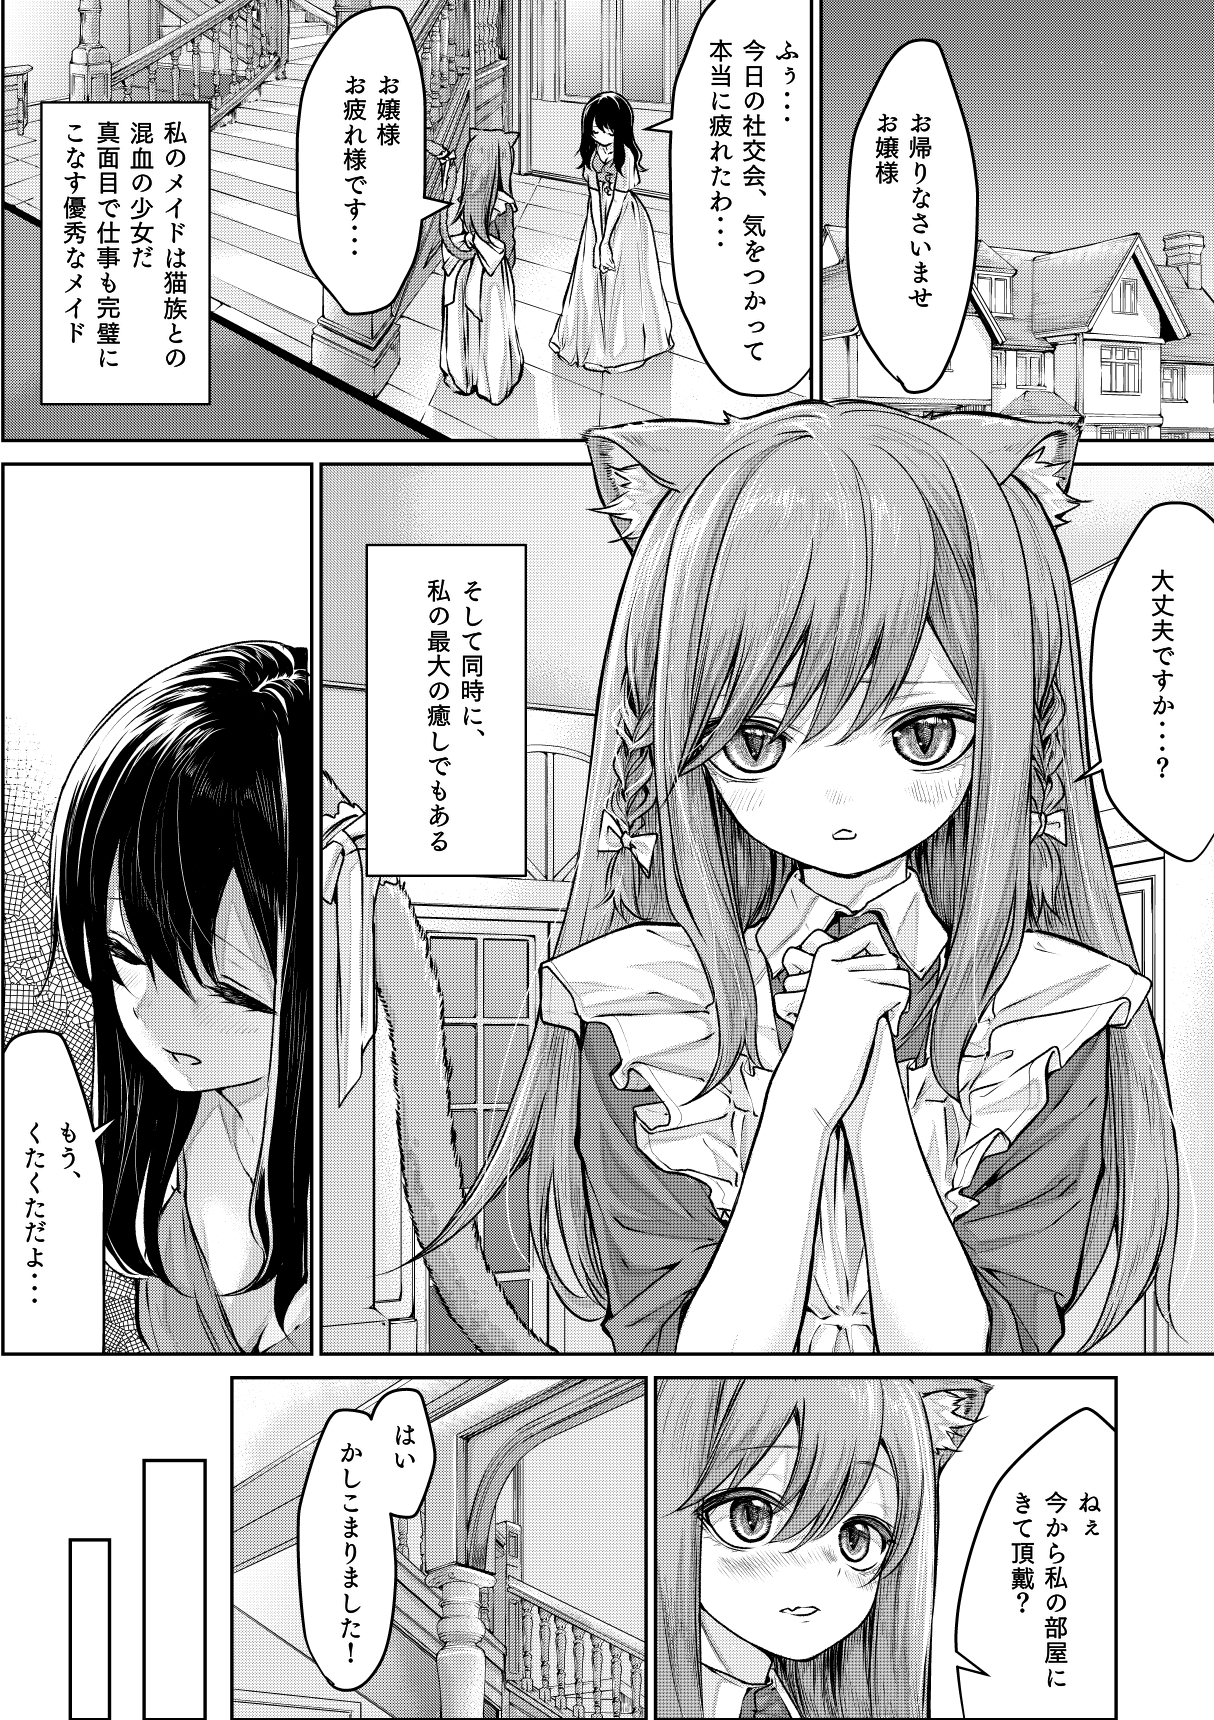 お帰りなさいませ
お嬢様
ふぅ・・・
今日の社交会、気をつかって
本当に疲れたわ・・・
お嬢様
お疲れ様です・・・
私のメイドは猫族との
混血の少女だ
真面目で仕事も完璧に
こなす優秀なメイド
大丈夫ですか・・・？
そして同時に、
私の最大の癒しでもある
もう、
くたくただよ・・・
ねぇ
今から私の部屋に
きて頂戴？
はい
かしこまりました！